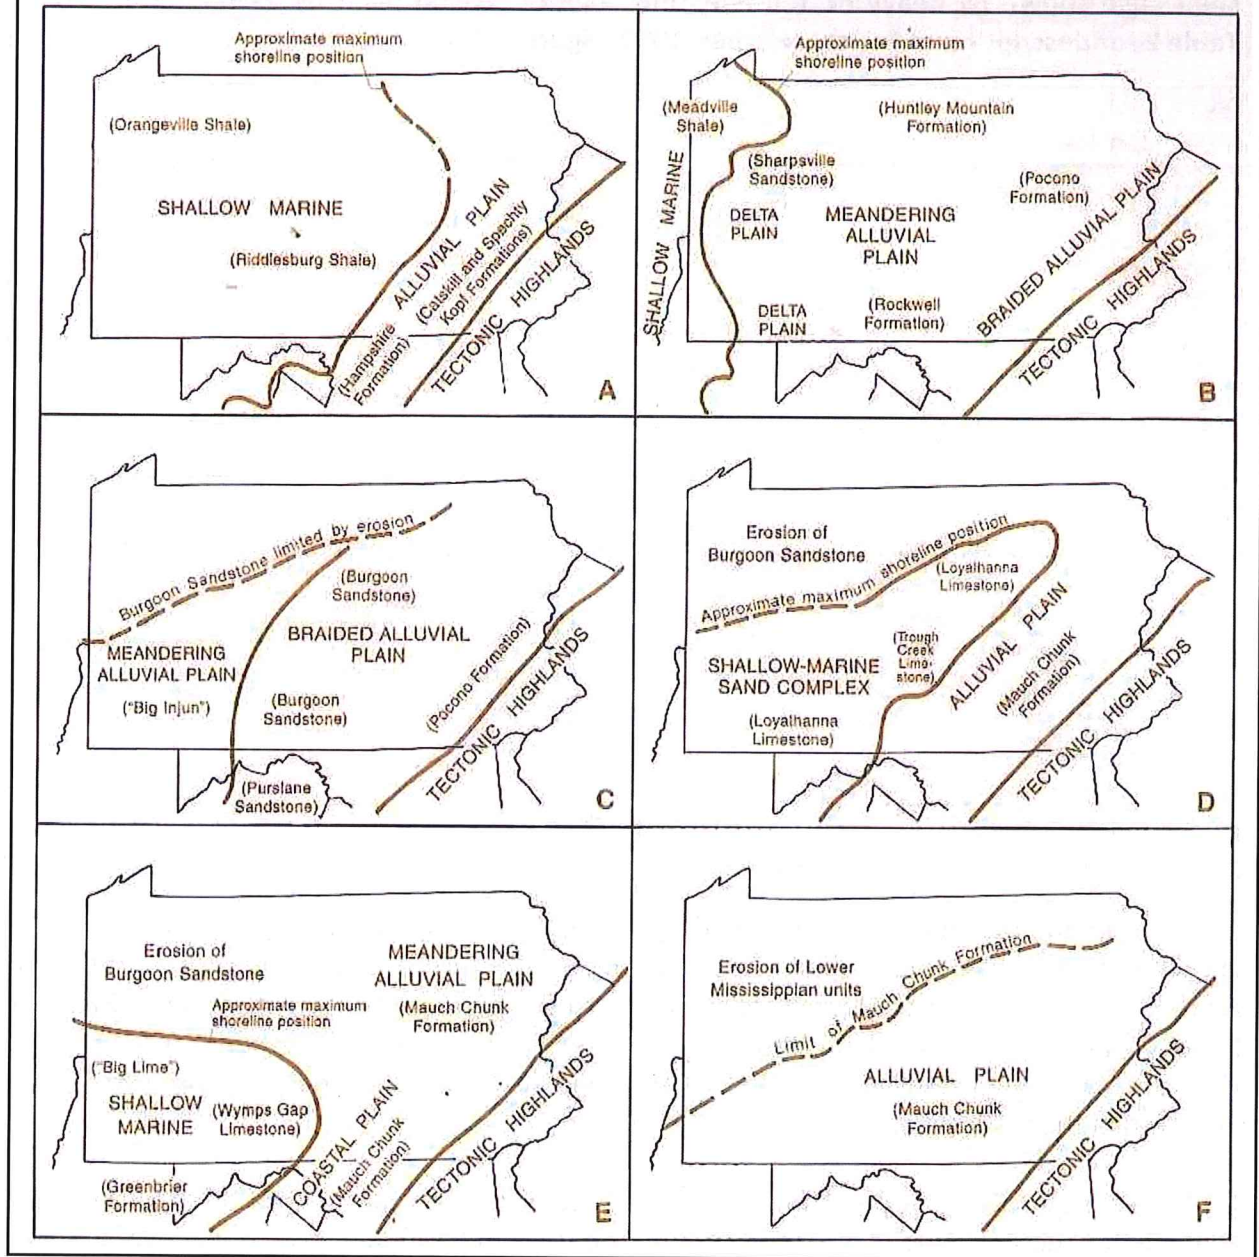 Approximate maximum
shoreline position
(Orangeville Shale)
SHALLOW MARINE
(Riddlesburg Shale)
ALLUVIAL PLAIN
(Catskill and Spechty
Kopf Formations)
(Hampshire
Formation)
TECTONIC HIGHLANDS
A
Approximate maximum
shoreline position
(Meadville
Shale)
(Huntley Mountain
Formation)
(Sharpsville
Sandstone)
(Pocono
Formation)
SHALLOW MARINE
DELTA
PLAIN
MEANDERING
ALLUVIAL
PLAIN
BRAIDED ALLUVIAL PLAIN
DELTA
PLAIN
(Rockwell
Formation)
TECTONIC HIGHLANDS
B
Burgoon Sandstone limited by erosion
(Burgoon
Sandstone)
BRAIDED ALLUVIAL
PLAIN
MEANDERING
ALLUVIAL PLAIN
("Big Injun")
(Burgoon
Sandstone)
(Pocono Formation)
(Purslane
Sandstone)
TECTONIC HIGHLANDS
C
Erosion of
Burgoon Sandstone
Approximate maximum shoreline position
(Loyalhanna
Limestone)
(Trough
Creek
Lime-
stone)
SHALLOW-MARINE
SAND COMPLEX
(Loyalhanna
Limestone)
ALLUVIAL PLAIN
(Mauch Chunk
Formation)
TECTONIC HIGHLANDS
D
Erosion of
Burgoon Sandstone
MEANDERING
ALLUVIAL PLAIN
(Mauch Chunk
Formation)
Approximate maximum
shoreline position
("Big Lime")
SHALLOW
MARINE
(Wymps Gap
Limestone)
COASTAL PLAIN
(Mauch Chunk
Formation)
(Greenbrier
Formation)
TECTONIC HIGHLANDS
E
Erosion of Lower
Mississippian units
Limit of Mauch Chunk Formation
ALLUVIAL PLAIN
(Mauch Chunk
Formation)
TECTONIC HIGHLANDS
F